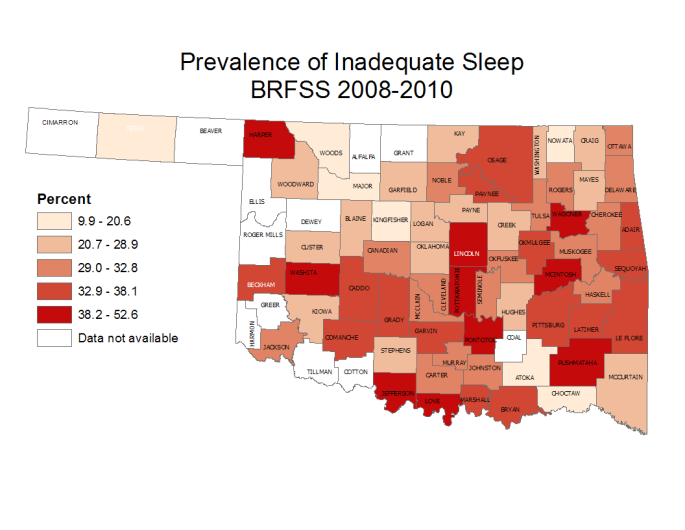 Prevalence of Inadequate Sleep
BRFSS 2008-2010
CIMARRON
TEXAS
BEAVER
HARPER
WOODS
ALFALFA
GRANT
KAY
OSAGE
WASHINGTON
NOWATA
CRAIG
OTTAWA
WOODWARD
MAJOR
GARFIELD
NOBLE
PAWNEE
ROGERS
MAYES
DELAWARE
ELLIS
DEWEY
BLAINE
KINGFISHER
LOGAN
PAYNE
CREEK
TULSA
WAGONER
CHEROKEE
ADAIR
ROGER MILLS
CUSTER
CANADIAN
OKLAHOMA
LINCOLN
OKFUSKEE
OKMULGEE
MUSKOGEE
SEQUOYAH
BECKHAM
WASHITA
CADDO
GRADY
MCCLAIN
CLEVELAND
POTTAWATOMIE
SEMINOLE
HUGHES
MCINTOSH
HASKELL
GREER
KIOWA
HARMON
JACKSON
COMANCHE
STEPHENS
GARVIN
PONTOTOC
COAL
PITTSBURG
LATIMER
LE FLORE
TILLMAN
COTTON
MURRAY
CARTER
JOHNSTON
ATOKA
PUSHMATAHA
MCCURTAIN
JEFFERSON
LOVE
MARSHALL
BRYAN
CHOCTAW
Percent
9.9 - 20.6
20.7 - 28.9
29.0 - 32.8
32.9 - 38.1
38.2 - 52.6
Data not available